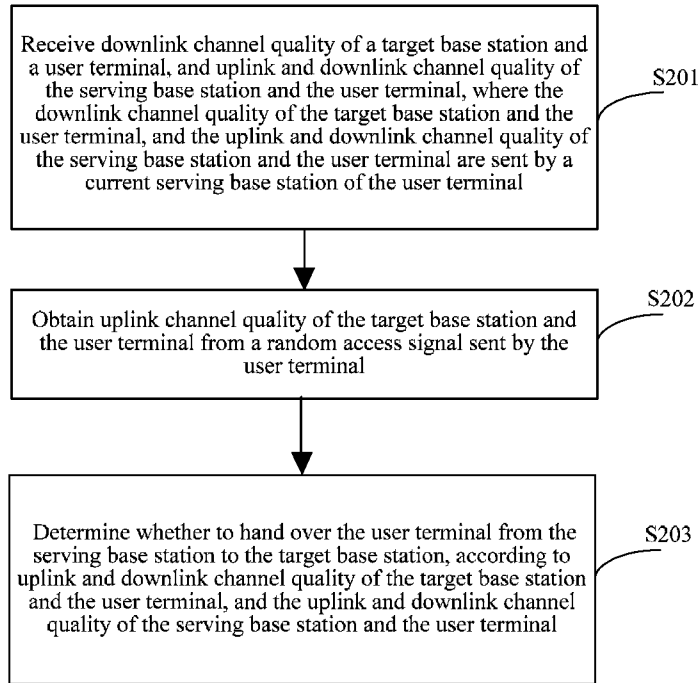 Receive downlink channel quality of a target base station and
a user terminal, and uplink and downlink channel quality of
the serving base station and the user terminal, where the
downlink channel quality of the target base station and the
user terminal, and the uplink and downlink channel quality of
the serving base station and the user terminal are sent by a
current serving base station of the user terminal
S201
Obtain uplink channel quality of the target base station and
the user terminal from a random access signal sent by the
user terminal
S202
Determine whether to hand over the user terminal from the
serving base station to the target base station, according to
uplink and downlink channel quality of the target base station
and the user terminal, and the uplink and downlink channel
quality of the serving base station and the user terminal
S203